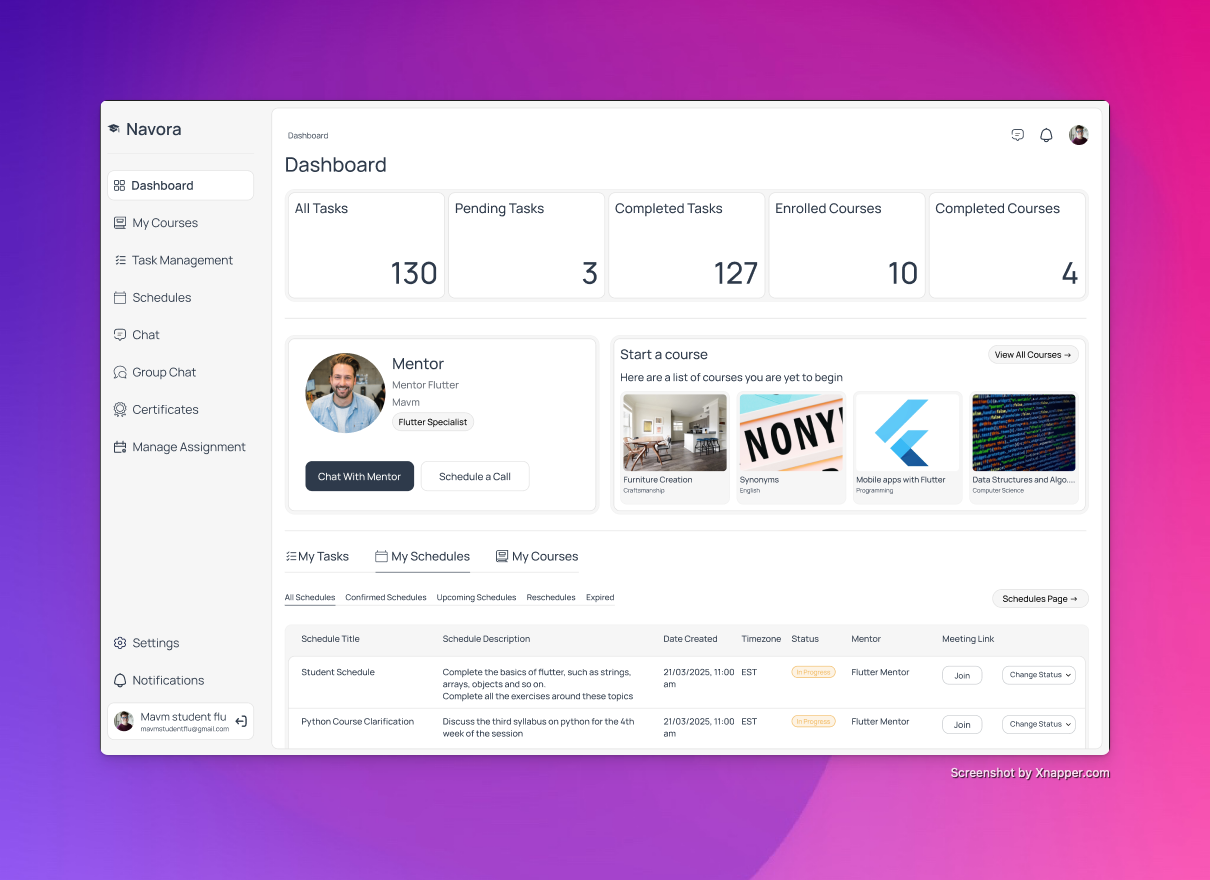 Navora
Dashboard
My Courses
Task Management
Schedules
Chat
Group Chat
Certificates
Manage Assignment
Settings
Notifications
Mavm student flu
mavmstudentflu@gmail.com
Dashboard
Dashboard
All Tasks
130
Pending Tasks
3
Completed Tasks
127
Enrolled Courses
10
Completed Courses
4
Mentor
Mentor Flutter
Mavm
Flutter Specialist
Chat With Mentor
Schedule a Call
Start a course
View All Courses →
Here are a list of courses you are yet to begin
NONY
Furniture Creation
Craftsmanship
Synonyms
English
Mobile apps with Flutter
Programming
Data Structures and Algo....
Computer Science
My Tasks
My Schedules
My Courses
All Schedules
Confirmed Schedules
Upcoming Schedules
Reschedules
Expired
Schedules Page →
Schedule Title
Schedule Description
Date Created
Timezone
Status
Mentor
Meeting Link
Student Schedule
Complete the basics of flutter, such as strings,
arrays, objects and so on.
Complete all the exercises around these topics
21/03/2025, 11:00
am
EST
In Progress
Flutter Mentor
Join
Change Status
Python Course Clarification
Discuss the third syllabus on python for the 4th
week of the session
21/03/2025, 11:00
am
EST
In Progress
Flutter Mentor
Join
Change Status
Screenshot by Xnapper.com